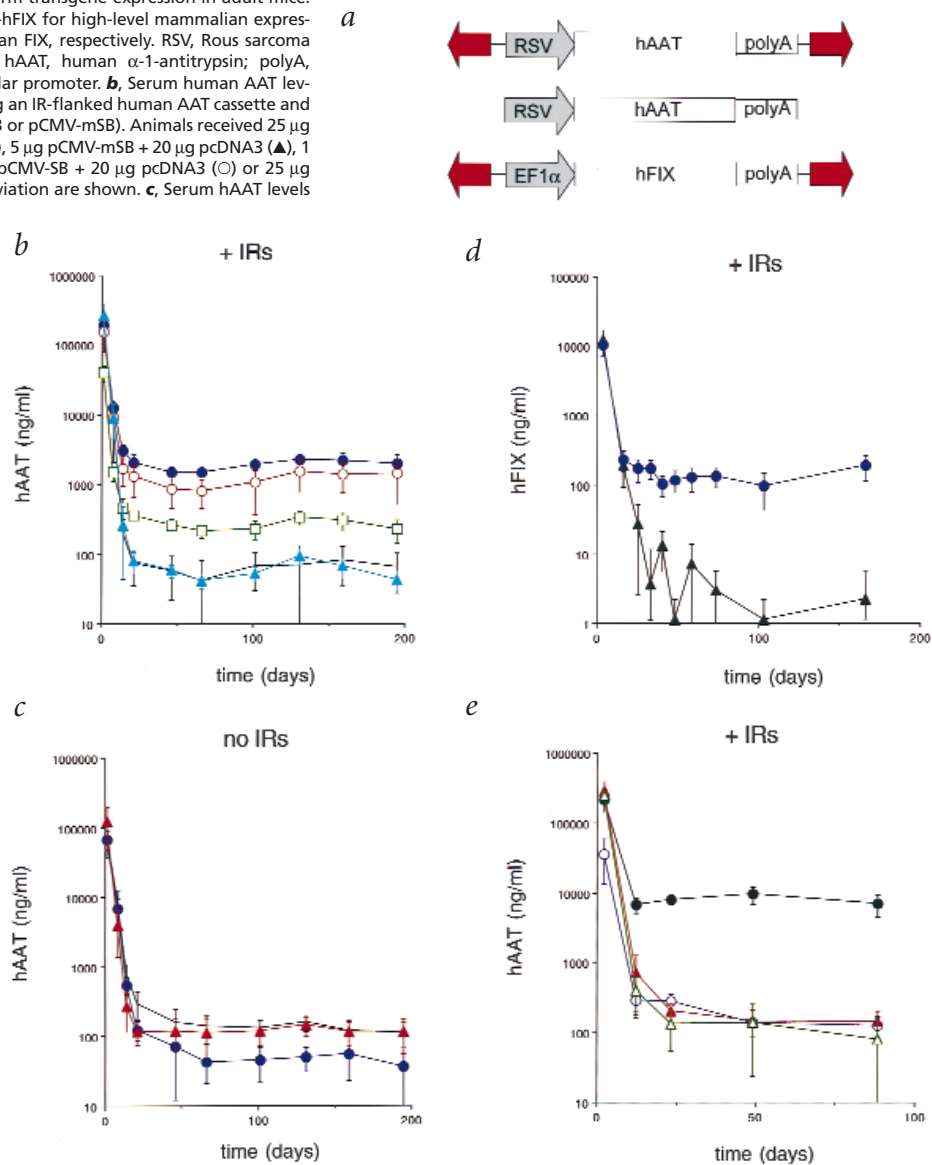 rm transgene expression in adult mice.
-hFIX for high-level mammalian expres-
an FIX, respectively. RSV, Rous sarcoma
hAAT, human α-1-antitrypsin; polyA,
lar promoter. b, Serum human AAT lev-
g an IR-flanked human AAT cassette and
B or pCMV-mSB). Animals received 25 µg
), 5 µg pCMV-mSB + 20 µg pcDNA3 (▲), 1
pCMV-SB + 20 µg pcDNA3 (○) or 25 µg
viation are shown. c, Serum hAAT levels
a
RSV hAAT polyA
RSV hAAT polyA
EF1α hFIX polyA
b
+ IRs
hAAT (ng/ml)
1000000
100000
10000
1000
100
10
0 100 200
time (days)
d
+ IRs
hFIX (ng/ml)
100000
10000
1000
100
10
1
0 100 200
time (days)
c
no IRs
hAAT (ng/ml)
1000000
100000
10000
1000
100
10
0 100 200
time (days)
e
+ IRs
hAAT (ng/ml)
1000000
100000
10000
1000
100
10
0 50 100
time (days)